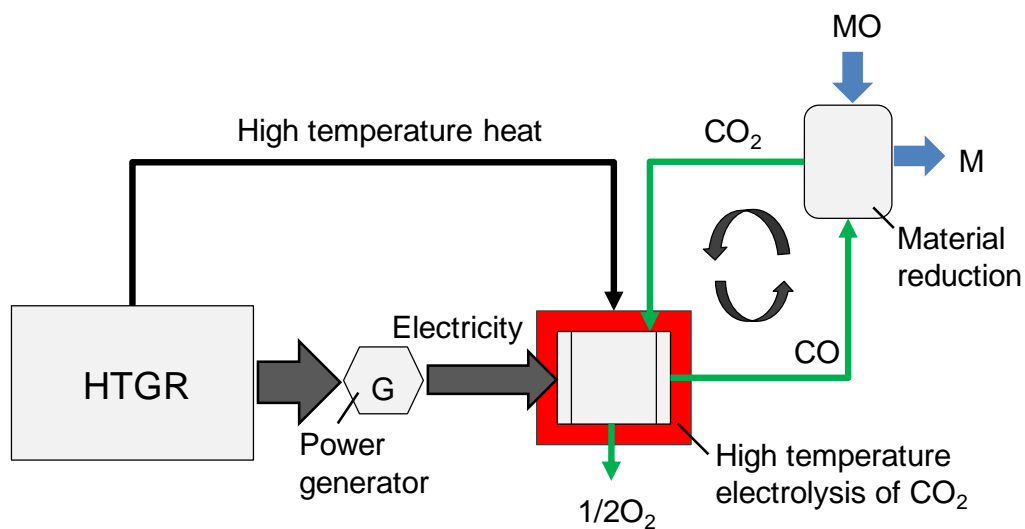 MO
High temperature heat
CO₂
M
Material
reduction
Electricity
CO
HTGR
G
Power
generator
High temperature
electrolysis of CO₂
1/2O₂